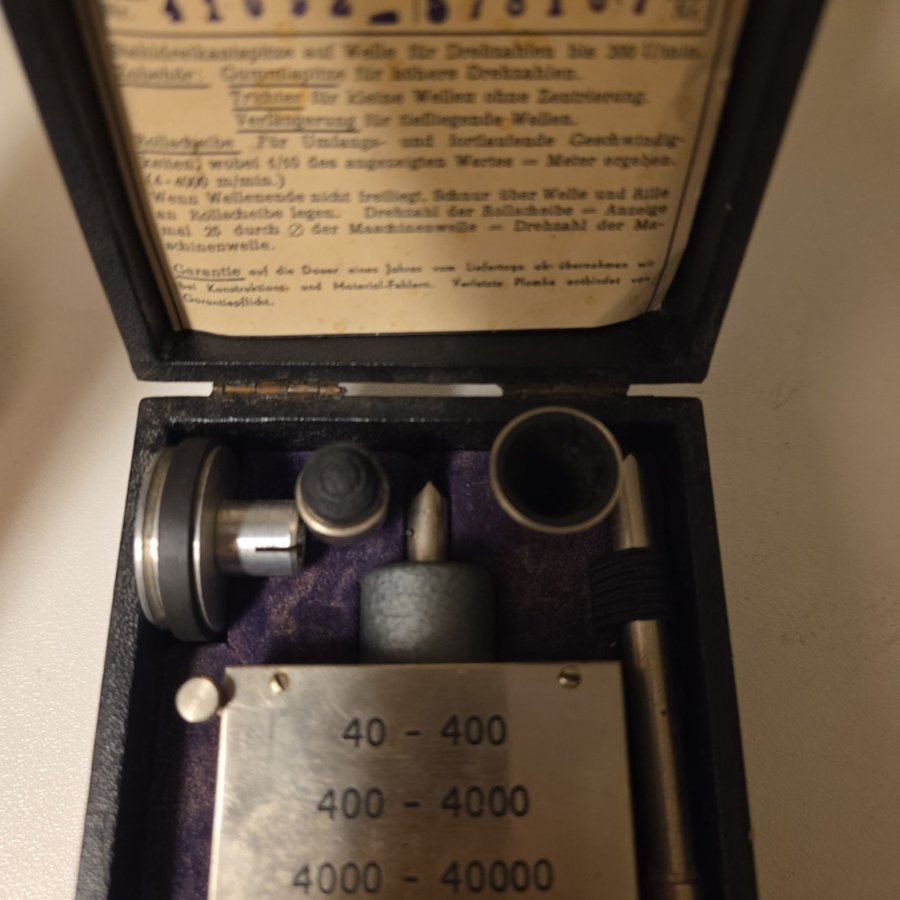 Stahldreikantspitze auf Welle für Drehzahlen bis 300 U/min.
Zubehör: Gummispitze für höhere Drehzahlen.
Trichter für kleine Wellen ohne Zentrierung.
Verlängerung für tiefliegende Wellen.
Rollscheibe Für Umfangs- und fortlaufende Geschwindig-
keiten, wobei 1/10 des angezeigten Wertes = Meter ergeben.
(4-4000 m/min.)
Wenn Wellenende nicht freiliegt, Schnur über Welle und Rille
an Rollscheibe legen. Drehzahl der Rollscheibe = Anzeige
mal 25 durch ∅ der Maschinenwelle = Drehzahl der Ma-
schinenwelle.
Garantie auf die Dauer eines Jahres vom Liefertage ab übernehmen wir
bei Konstruktions- und Material-Fehlern. Verletzte Plombe entbindet von
Garantiepflicht.
40 - 400
400 - 4000
4000 - 40000